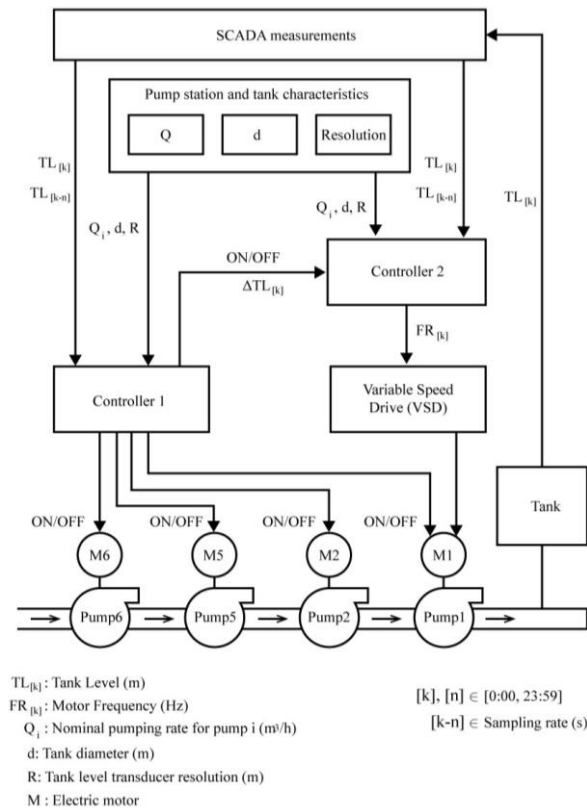 SCADA measurements
Pump station and tank characteristics
Q
d
Resolution
TL[k]
TL[k-n]
Q i , d, R
Q i , d, R
TL[k]
TL[k-n]
TL[k]
ON/OFF
ΔTL[k]
Controller 2
FR[k]
Controller 1
Variable Speed
Drive (VSD)
Tank
ON/OFF
ON/OFF
ON/OFF
ON/OFF
M6
M5
M2
M1
Pump6
Pump5
Pump2
Pump1
TL[k] : Tank Level (m)
FR[k] : Motor Frequency (Hz)
Q i : Nominal pumping rate for pump i (m³/h)
d: Tank diameter (m)
R: Tank level transducer resolution (m)
M : Electric motor
[k], [n] ∈ [0:00, 23:59]
[k-n] ∈ Sampling rate (s)